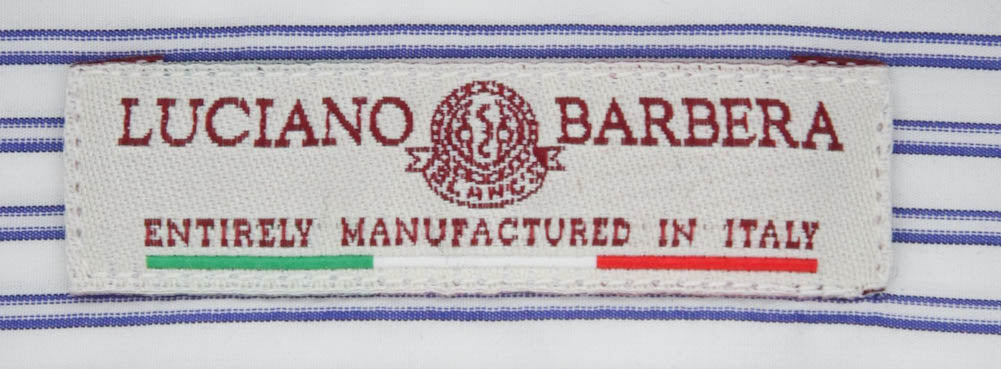 LUCIANO BARBERA
ENTIRELY MANUFACTURED IN ITALY